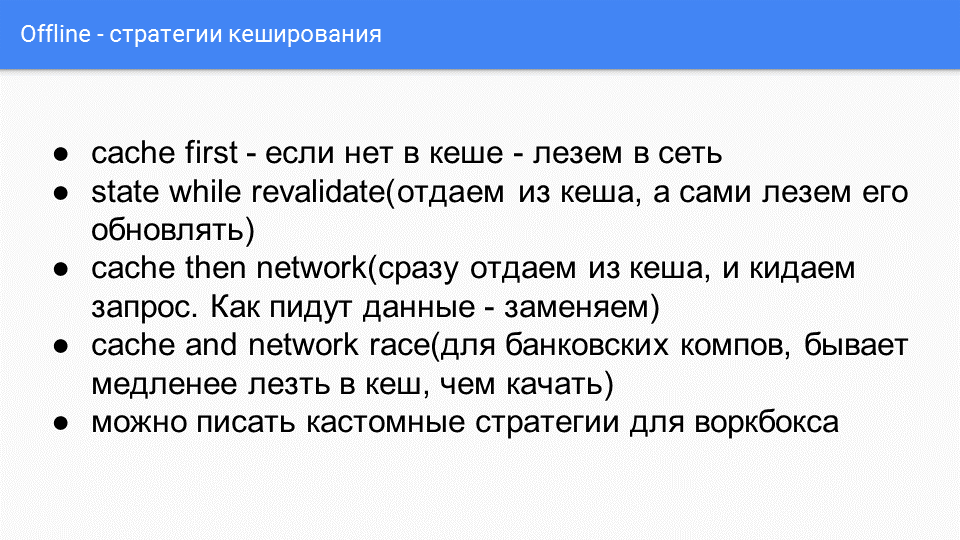 Offline - стратегии кеширования
● cache first - если нет в кеше - лезем в сеть
● state while revalidate(отдаем из кеша, а сами лезем его
обновлять)
● cache then network(сразу отдаем из кеша, и кидаем
запрос. Как пидут данные - заменяем)
● cache and network race(для банковских компов, бывает
медленее лезть в кеш, чем качать)
● можно писать кастомные стратегии для воркбокса